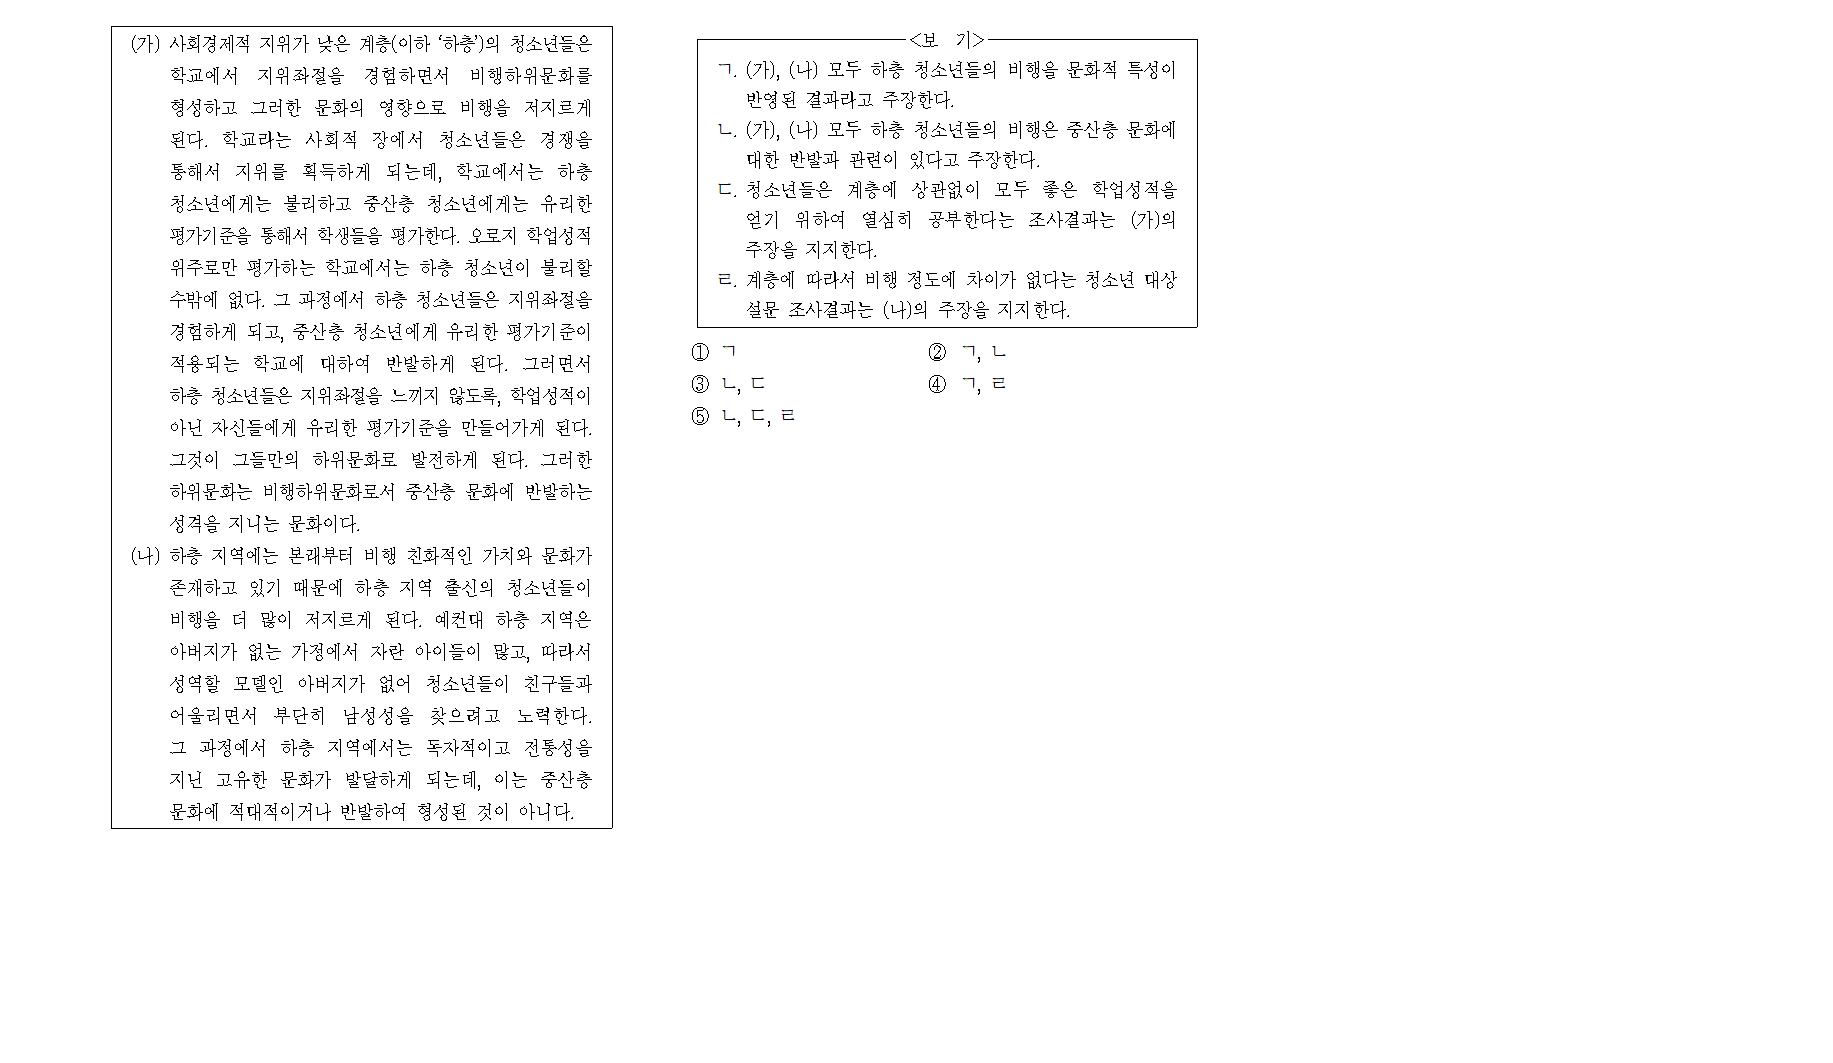 (가) 사회경제적 지위가 낮은 계층(이하 ‘하층’)의 청소년들은
학교에서 지위좌절을 경험하면서 비행하위문화를
형성하고 그러한 문화의 영향으로 비행을 저지르게
된다. 학교라는 사회적 장에서 청소년들은 경쟁을
통해서 지위를 획득하게 되는데, 학교에서는 하층
청소년에게는 불리하고 중산층 청소년에게는 유리한
평가기준을 통해서 학생들을 평가한다. 오로지 학업성적
위주로만 평가하는 학교에서는 하층 청소년이 불리할
수밖에 없다. 그 과정에서 하층 청소년들은 지위좌절을
경험하게 되고, 중산층 청소년에게 유리한 평가기준이
적용되는 학교에 대하여 반발하게 된다. 그러면서
하층 청소년들은 지위좌절을 느끼지 않도록, 학업성적이
아닌 자신들에게 유리한 평가기준을 만들어가게 된다.
그것이 그들만의 하위문화로 발전하게 된다. 그러한
하위문화는 비행하위문화로서 중산층 문화에 반발하는
성격을 지니는 문화이다.
(나) 하층 지역에는 본래부터 비행 친화적인 가치와 문화가
존재하고 있기 때문에 하층 지역 출신의 청소년들이
비행을 더 많이 저지르게 된다. 예컨대 하층 지역은
아버지가 없는 가정에서 자란 아이들이 많고, 따라서
성역할 모델인 아버지가 없어 청소년들이 친구들과
어울리면서 부단히 남성성을 찾으려고 노력한다.
그 과정에서 하층 지역에서는 독자적이고 전통성을
지닌 고유한 문화가 발달하게 되는데, 이는 중산층
문화에 적대적이거나 반발하여 형성된 것이 아니다.
<보 기>
ㄱ. (가), (나) 모두 하층 청소년들의 비행을 문화적 특성이
반영된 결과라고 주장한다.
ㄴ. (가), (나) 모두 하층 청소년들의 비행은 중산층 문화에
대한 반발과 관련이 있다고 주장한다.
ㄷ. 청소년들은 계층에 상관없이 모두 좋은 학업성적을
얻기 위하여 열심히 공부한다는 조사결과는 (가)의
주장을 지지한다.
ㄹ. 계층에 따라서 비행 정도에 차이가 없다는 청소년 대상
설문 조사결과는 (나)의 주장을 지지한다.
① ㄱ ② ㄱ, ㄴ
③ ㄴ, ㄷ ④ ㄱ, ㄹ
⑤ ㄴ, ㄷ, ㄹ